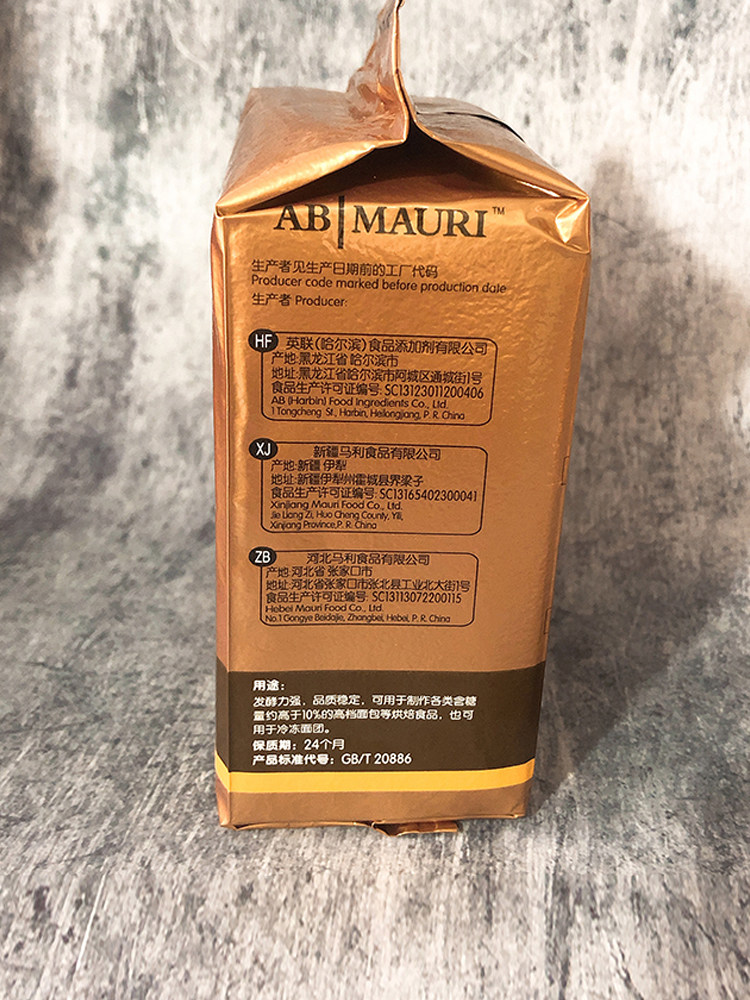 AB|MAURI™
生产者见生产日期前的工厂代码
Producer code marked before production date
生产者 Producer:
HF 英联(哈尔滨)食品添加剂有限公司
产地:黑龙江省 哈尔滨市
地址:黑龙江省哈尔滨市阿城区通城街1号
食品生产许可证编号: SC13123011200406
AB (Harbin) Food Ingredients Co., Ltd.
1 Tongcheng St., Harbin, Heilongjiang, P. R. China
XJ 新疆马利食品有限公司
产地:新疆 伊犁
地址:新疆伊犁州霍城县界梁子
食品生产许可证编号: SC13165402300041
Xinjiang Mauri Food Co., Ltd.
Jie Liang Zi, Huo Cheng County, Yili,
Xinjiang Province,P. R. China
ZB 河北马利食品有限公司
产地:河北省 张家口市
地址:河北省张家口市张北县工业北大街1号
食品生产许可证编号: SC13113072200115
Hebei Mauri Food Co., Ltd.
No.1 Gongye Beidajie, Zhangbei, Hebei, P. R. China
用途:
发酵力强,品质稳定,可用于制作各类含糖
量约高于10%的高档面包等烘焙食品,也可
用于冷冻面团。
保质期:24个月
产品标准代号:GB/T 20886